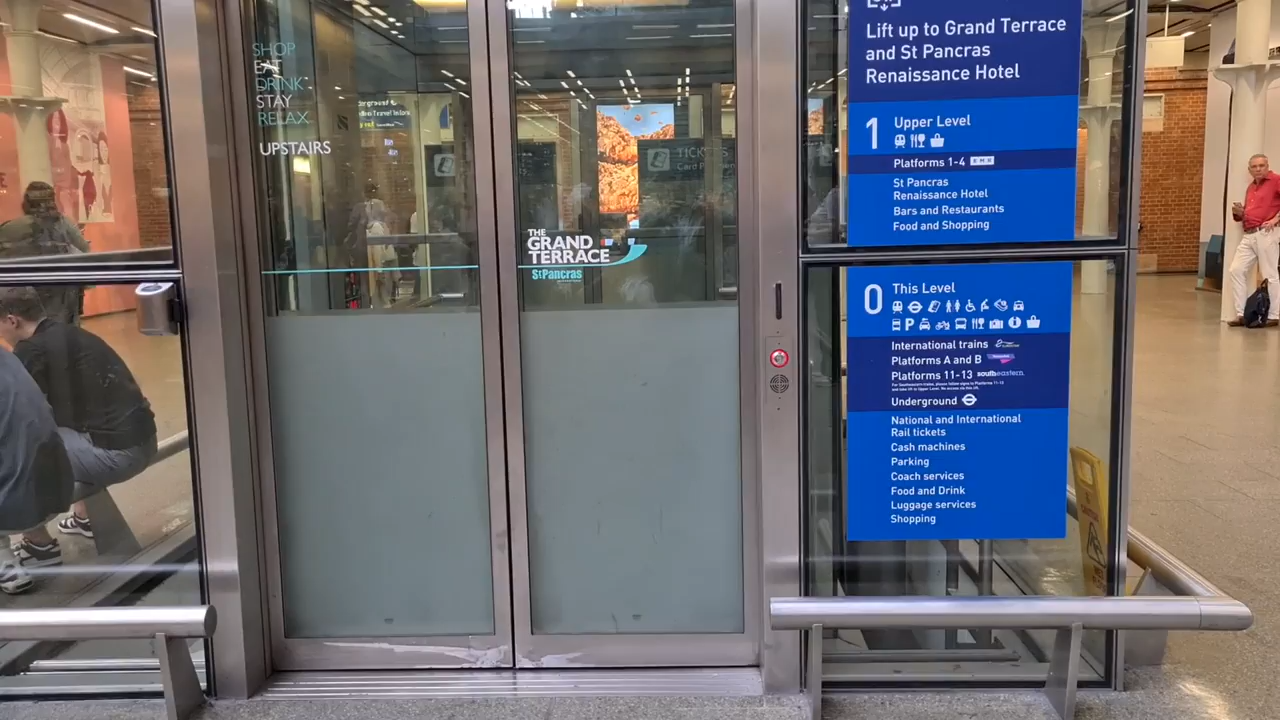 SHOP
EAT
DRINK
STAY
RELAX
UPSTAIRS
TICKETS
THE
GRAND
TERRACE
St Pancras
Lift up to Grand Terrace
and St Pancras
Renaissance Hotel
1 Upper Level
Platforms 1-4 EMR
St Pancras
Renaissance Hotel
Bars and Restaurants
Food and Shopping
0 This Level
P
International trains
Platforms A and B
Platforms 11-13 southeastern
Underground
National and International
Rail tickets
Cash machines
Parking
Coach services
Food and Drink
Luggage services
Shopping
CAUTION